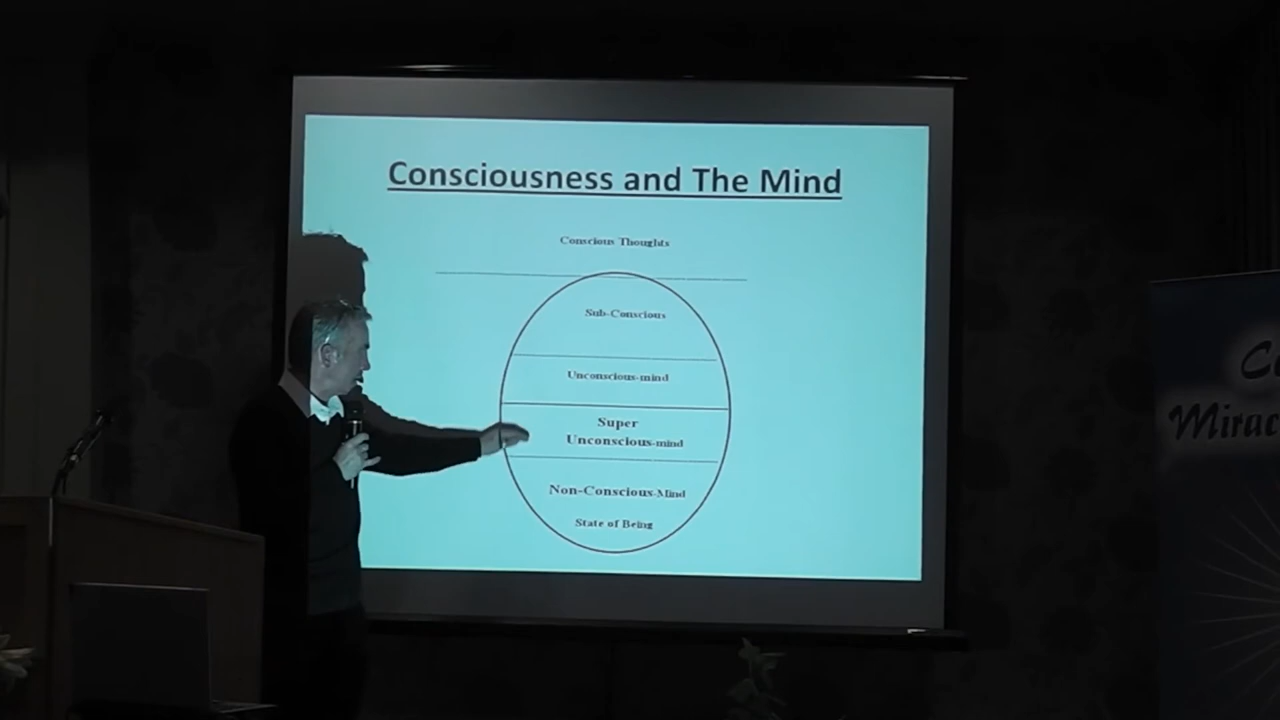 Consciousness and The Mind
Conscious Thoughts
Sub-Conscious
Unconscious-mind
Super
Unconscious-mind
Non-Conscious-Mind
State of Being